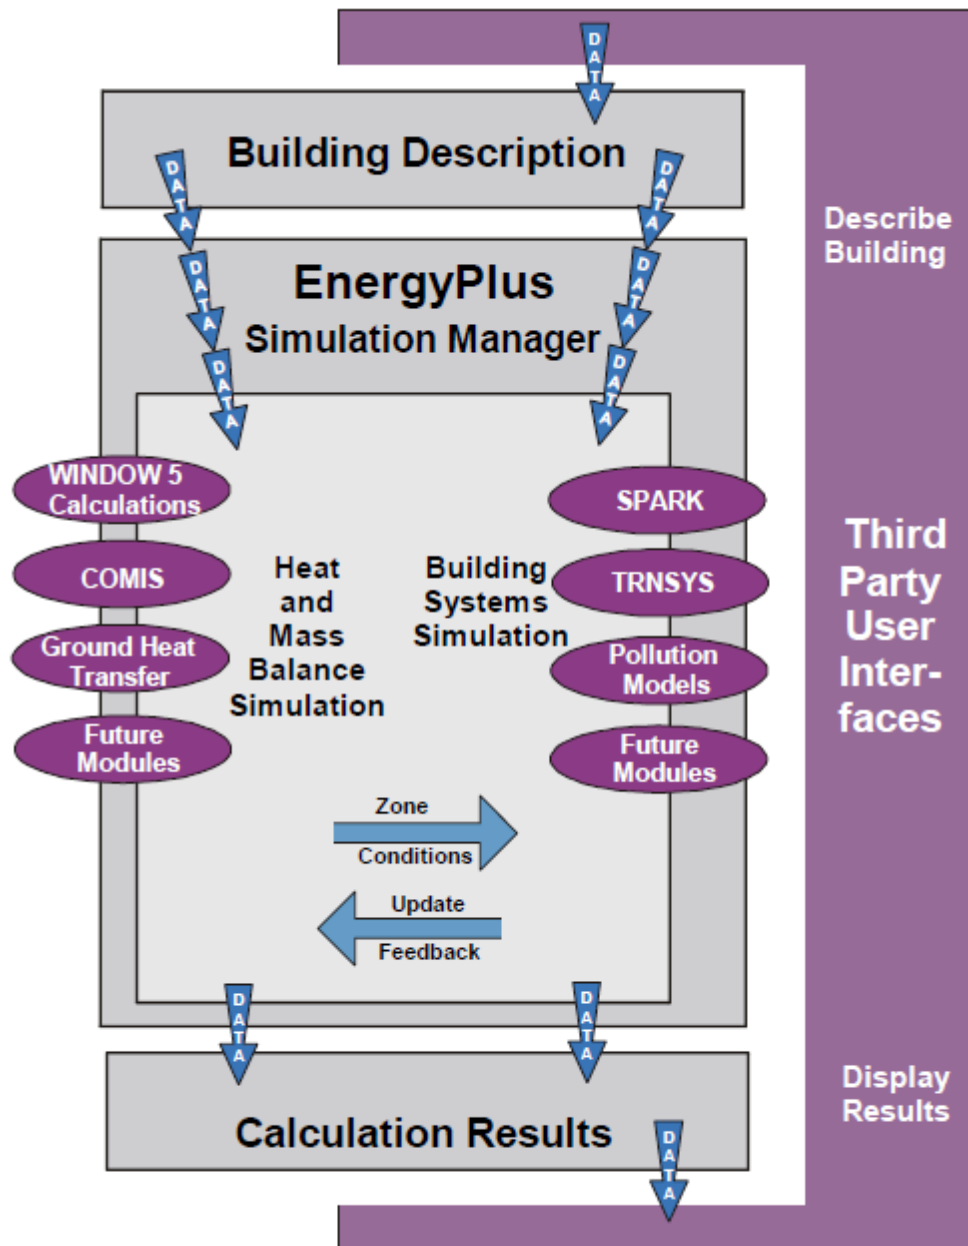 DATA
Building Description
DATA
DATA
Describe
Building
EnergyPlus
Simulation Manager
DATA
DATA
DATA
DATA
WINDOW 5
Calculations
COMIS
Ground Heat
Transfer
Future
Modules
Heat
and
Mass
Balance
Simulation
Building
Systems
Simulation
SPARK
TRNSYS
Pollution
Models
Future
Modules
Third
Party
User
Inter-
faces
Zone
Conditions
Update
Feedback
DATA
DATA
Calculation Results
DATA
Display
Results